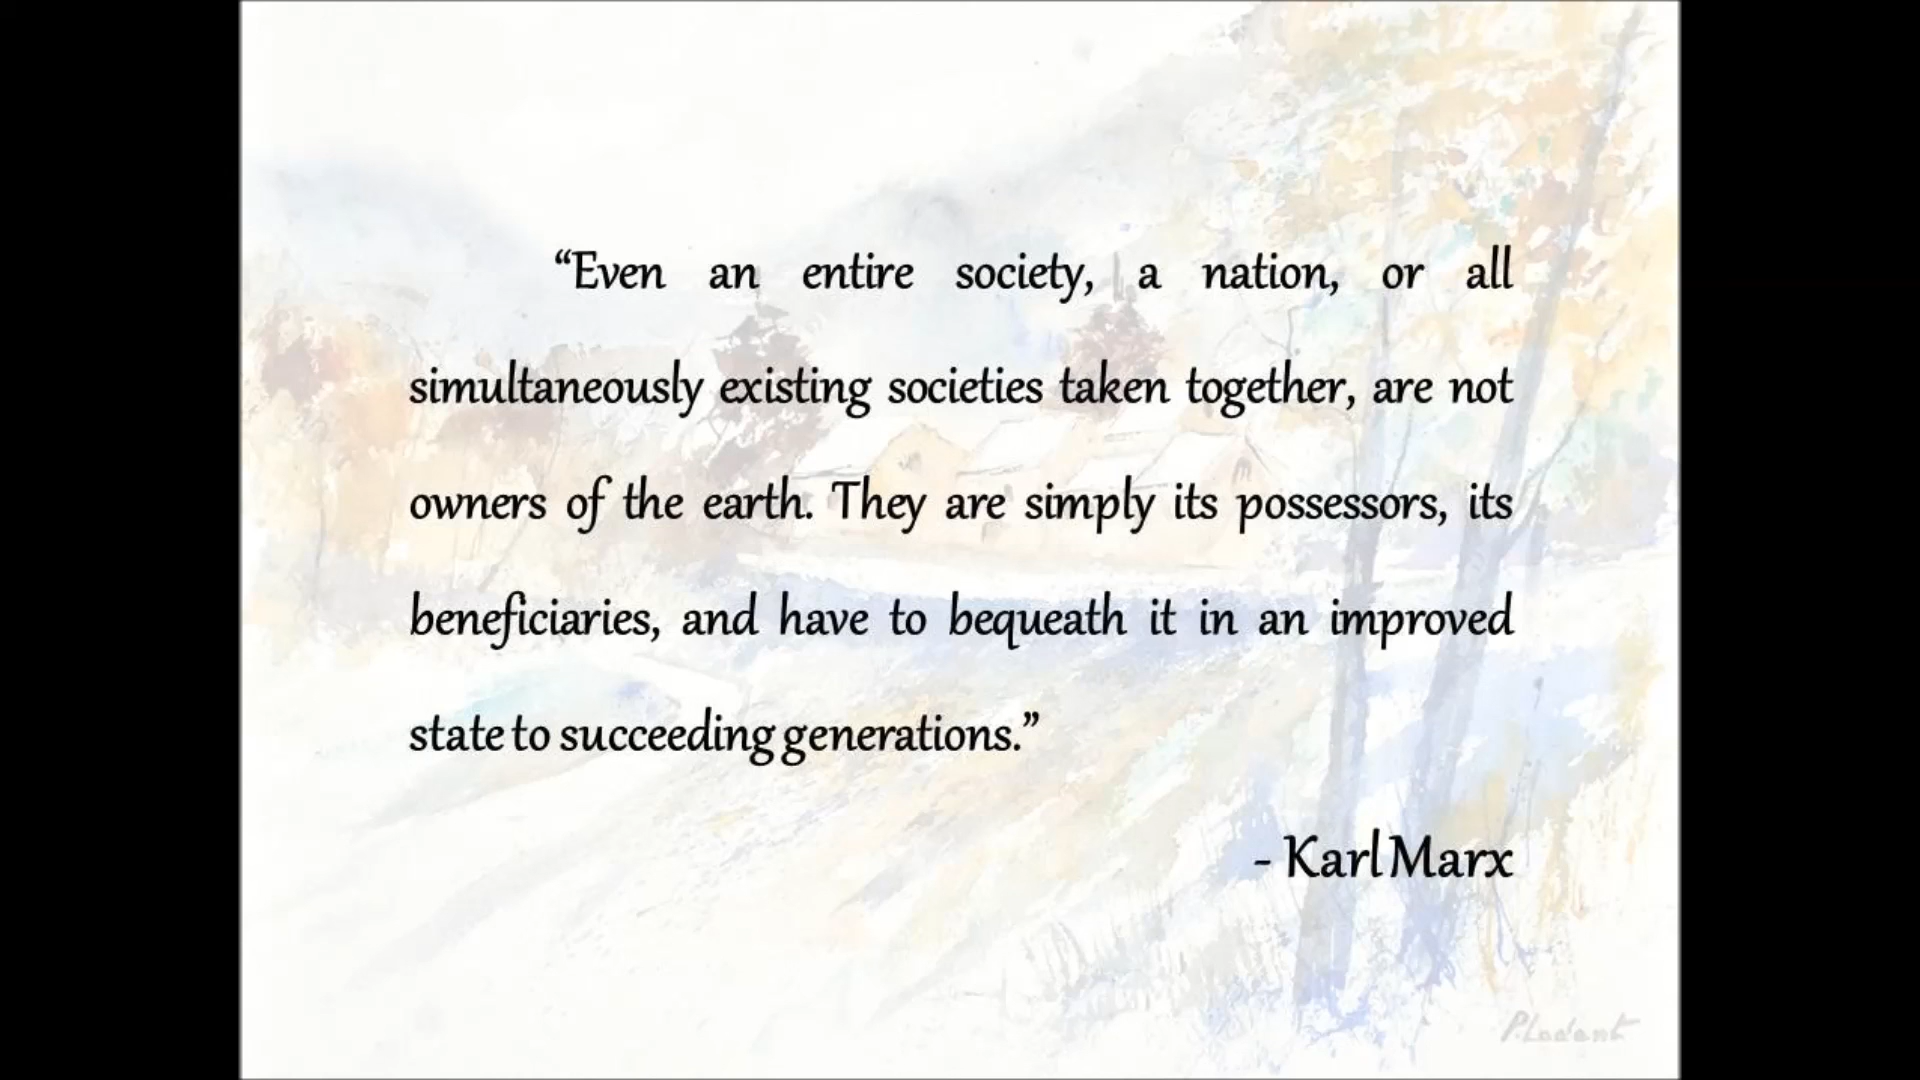 “Even an entire society, a nation, or all
simultaneously existing societies taken together, are not
owners of the earth. They are simply its possessors, its
beneficiaries, and have to bequeath it in an improved
state to succeeding generations.”
- Karl Marx